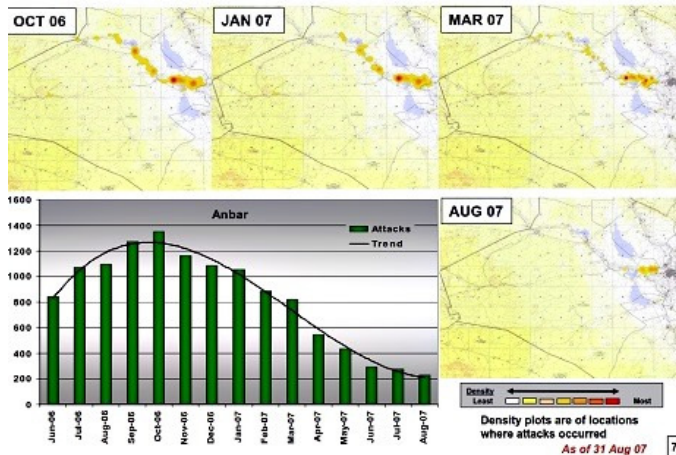 OCT 06
JAN 07
MAR 07
1600
1400
1200
1000
800
600
400
200
0
Anbar
Attacks
Trend
Jun-06
Jul-06
Aug-06
Sep-06
Oct-06
Nov-06
Dec-06
Jan-07
Feb-07
Mar-07
Apr-07
May-07
Jun-07
Jul-07
Aug-07
AUG 07
Density
Least
Most
Density plots are of locations
where attacks occurred
As of 31 Aug 07
7